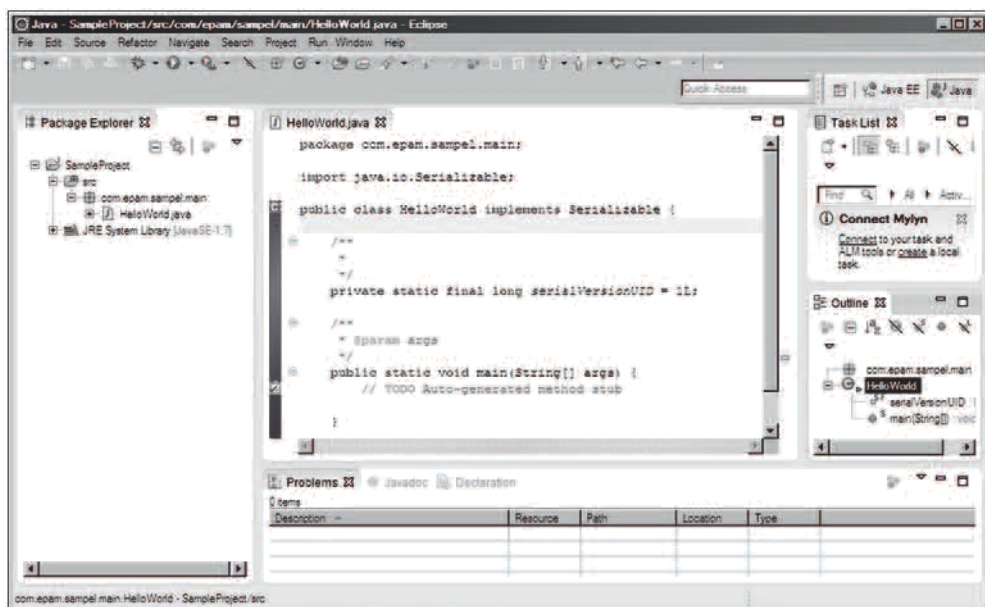 Java - SampleProject/src/com/epam/sampel/main/HelloWorld.java - Eclipse
File Edit Source Refactor Navigate Search Project Run Window Help
Quick Access
Java EE
Java
Package Explorer
SampleProject
src
com.epam.sampel.main
HelloWorld.java
JRE System Library [JavaSE-1.7]
HelloWorld.java
package com.epam.sampel.main;
import java.io.Serializable;
public class HelloWorld implements Serializable {
/**
*
*/
private static final long serialVersionUID = 1L;
/**
* @param args
*/
public static void main(String[] args) {
// TODO Auto-generated method stub
}
Task List
Find
All
Activ...
Connect Mylyn
Connect to your task and
ALM tools or create a local
task.
Outline
com.epam.sampel.main
HelloWorld
serialVersionUID :
main(String[]) : void
Problems Javadoc Declaration
0 items
Description Resource Path Location Type
com.epam.sampel.main.HelloWorld - SampleProject/src